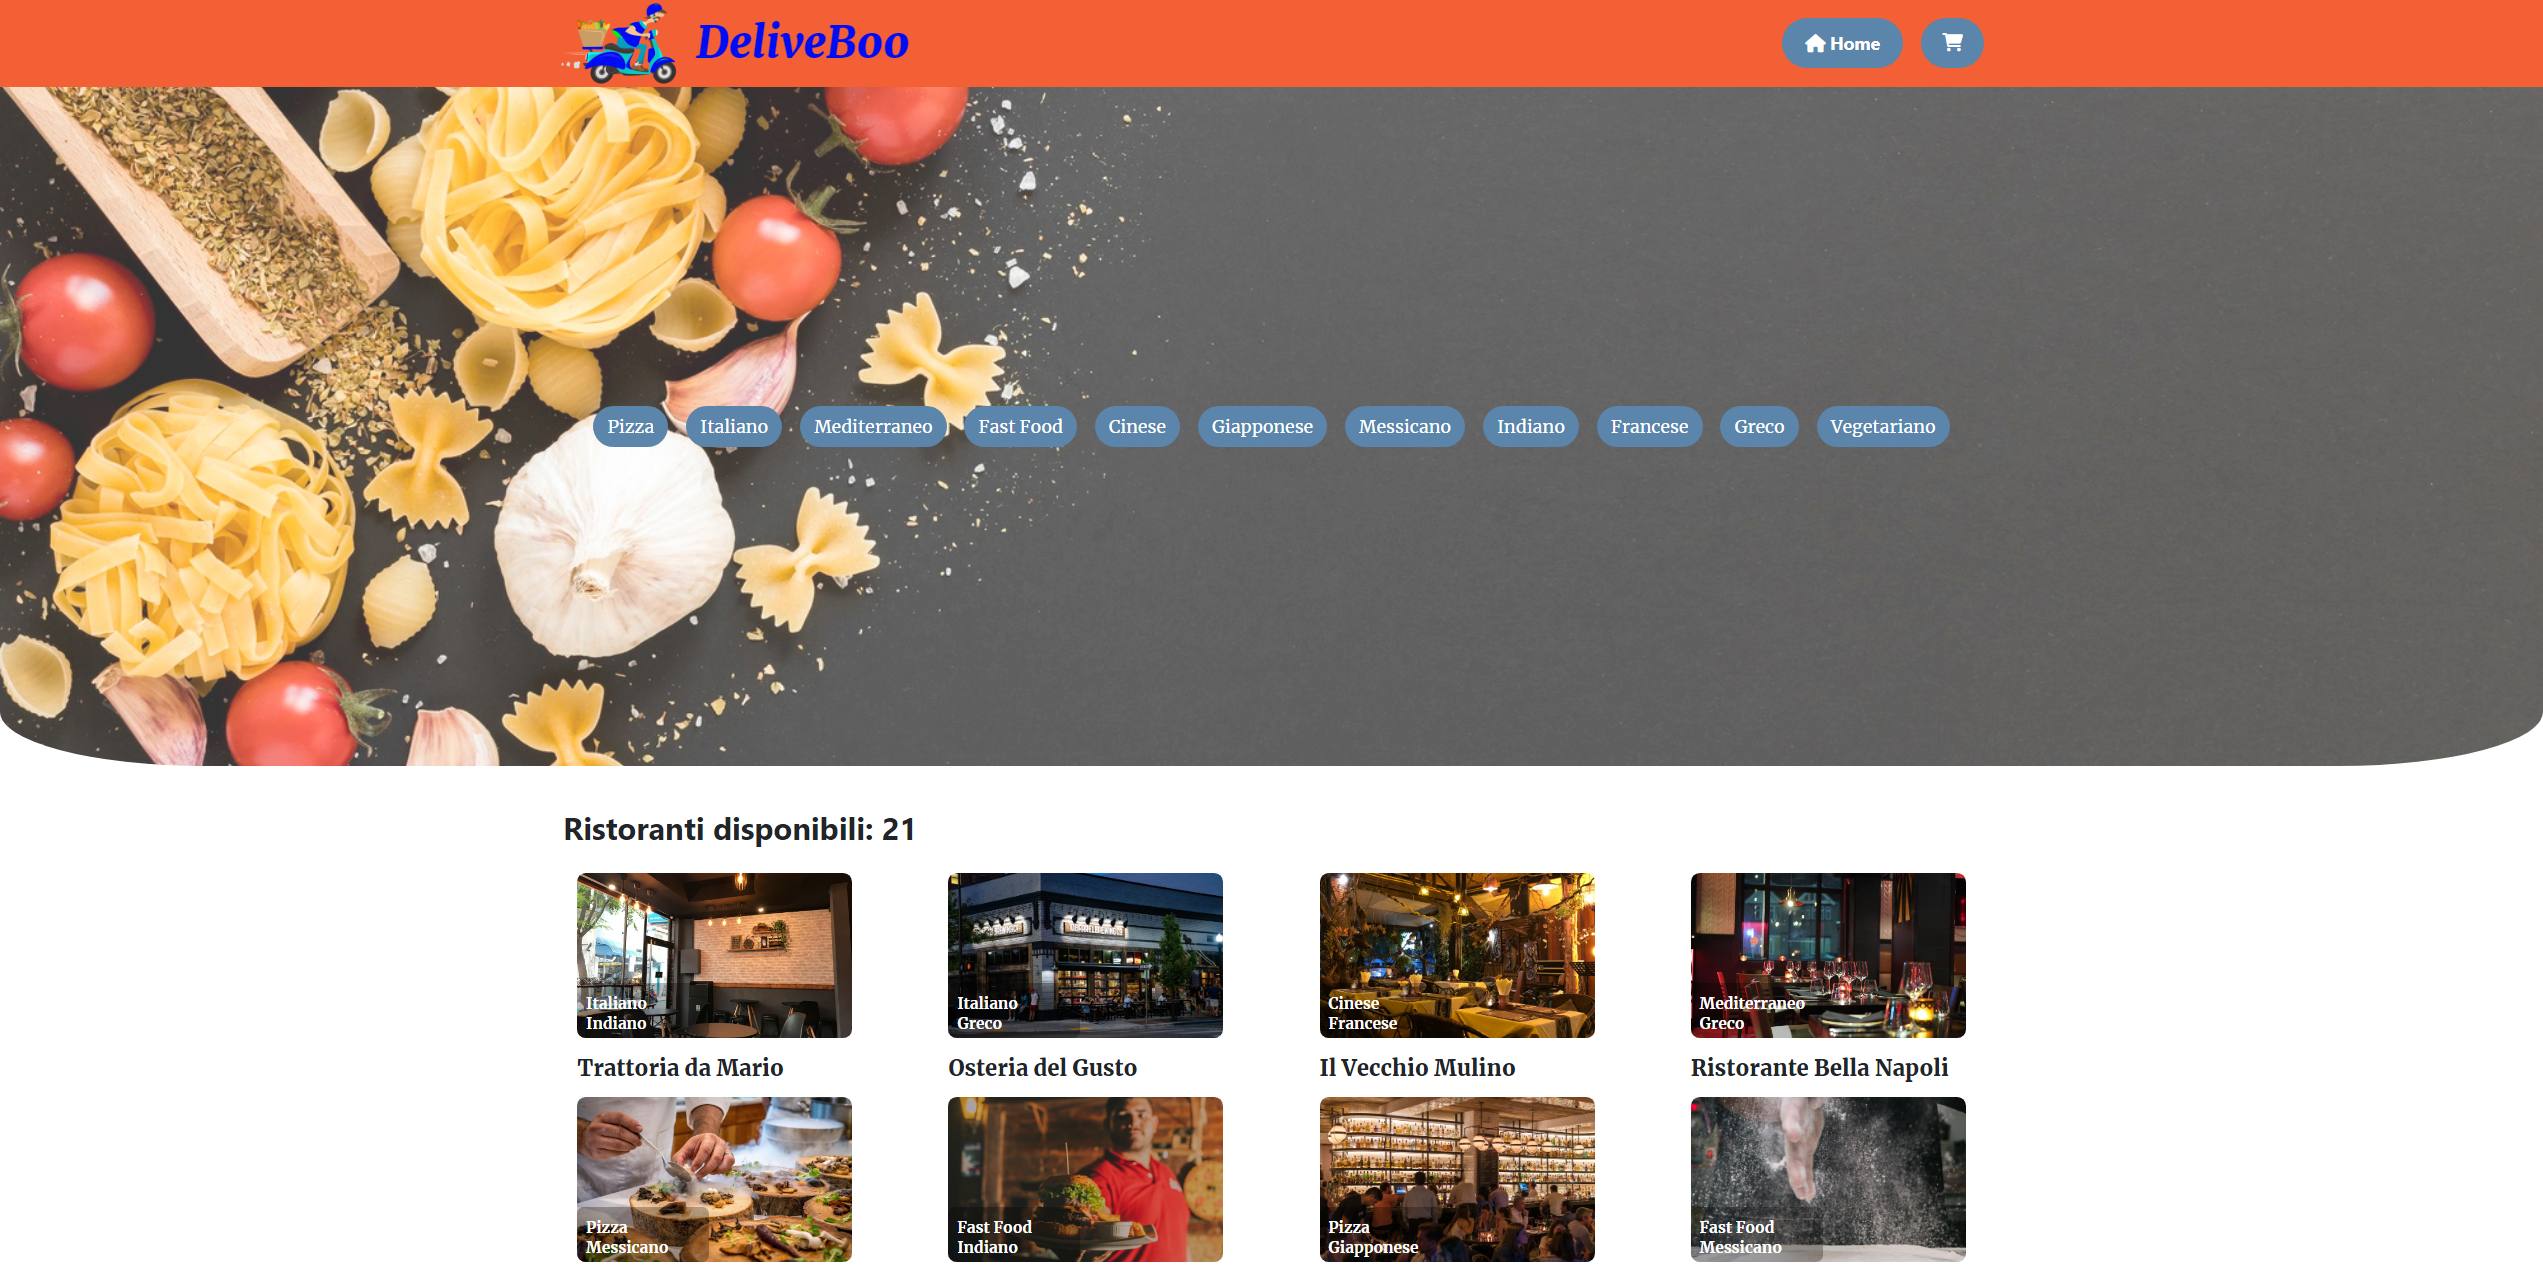 DeliveBoo
Home
Pizza
Italiano
Mediterraneo
Fast Food
Cinese
Giapponese
Messicano
Indiano
Francese
Greco
Vegetariano
Ristoranti disponibili: 21
Italiano
Indiano
Italiano
Greco
Cinese
Francese
Mediterraneo
Greco
Trattoria da Mario
Osteria del Gusto
Il Vecchio Mulino
Ristorante Bella Napoli
Pizza
Messicano
Fast Food
Indiano
Pizza
Giapponese
Fast Food
Messicano